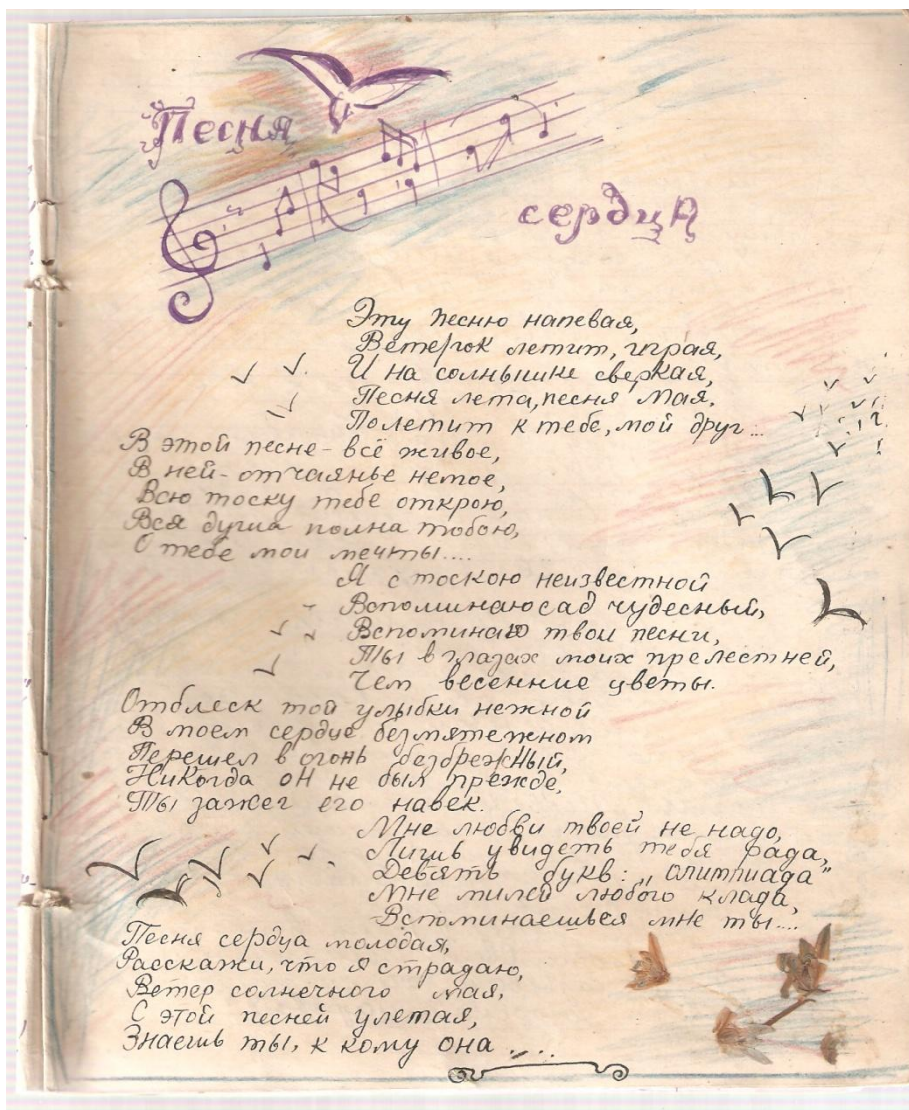 Песня
сердца
Эту песню напевая,
Ветерок летит, играя,
И на солнышке сверкая,
Песня лета, песня мая,
Полетит к тебе, мой друг...
В этой песне - всё живое,
В ней - отчаянье немое,
Всю тоску тебе открою,
Вся душа полна тобою,
О тебе мои мечты....
Я с тоскою неизвестной
Вспоминаю сад чудесный,
Вспоминаю твои песни,
Ты в глазах моих прелестней,
Чем весенние цветы.
Отблеск той улыбки нежной
В моем сердце безмятежном
Перешел в огонь безбрежный,
Никогда он не был прежде,
Ты зажег его навек.
Мне любви твоей не надо,
Лишь увидеть тебя рада,
Девять букв: „олимпиада"
Мне милей любого клада,
Вспоминаешься мне ты....
Песня сердца молодая,
Расскажи, что я страдаю,
Ветер солнечного мая,
С этой песней улетая,
Знаешь ты, к кому она ....